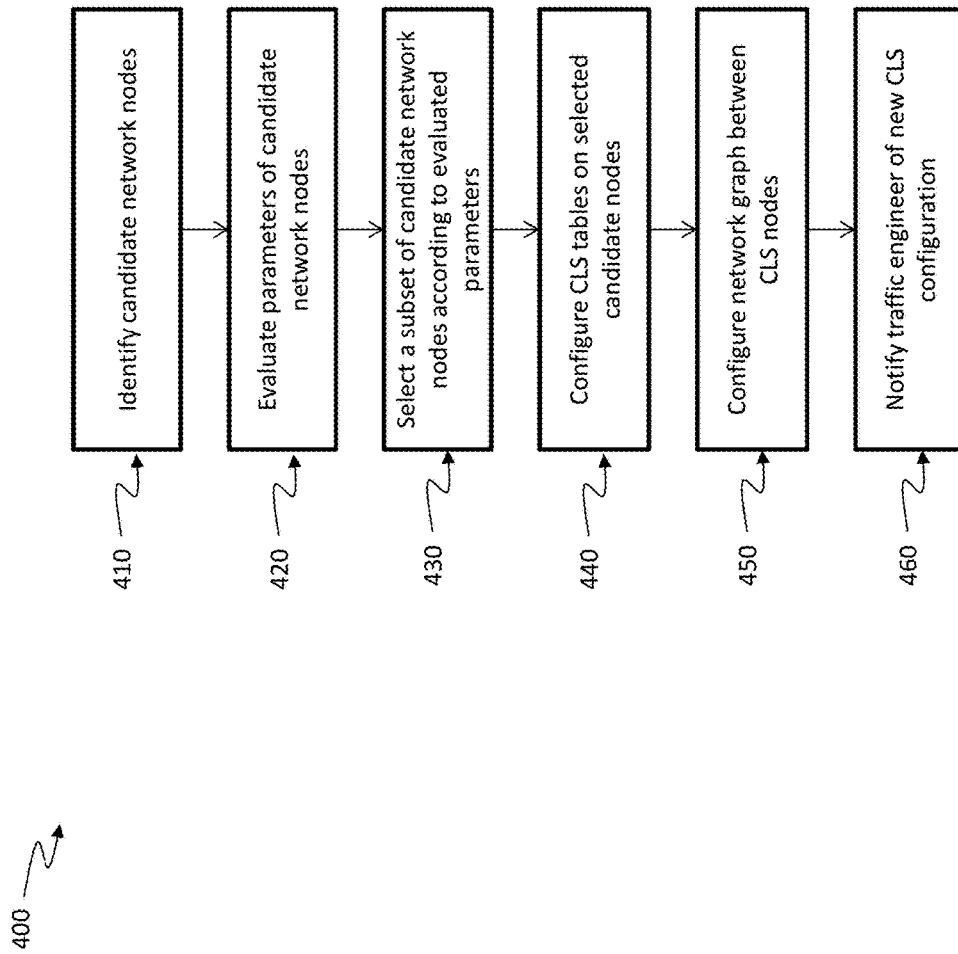 400
410
Identify candidate network nodes
420
Evaluate parameters of candidate
network nodes
430
Select a subset of candidate network
nodes according to evaluated
parameters
440
Configure CLS tables on selected
candidate nodes
450
Configure network graph between
CLS nodes
460
Notify traffic engineer of new CLS
configuration